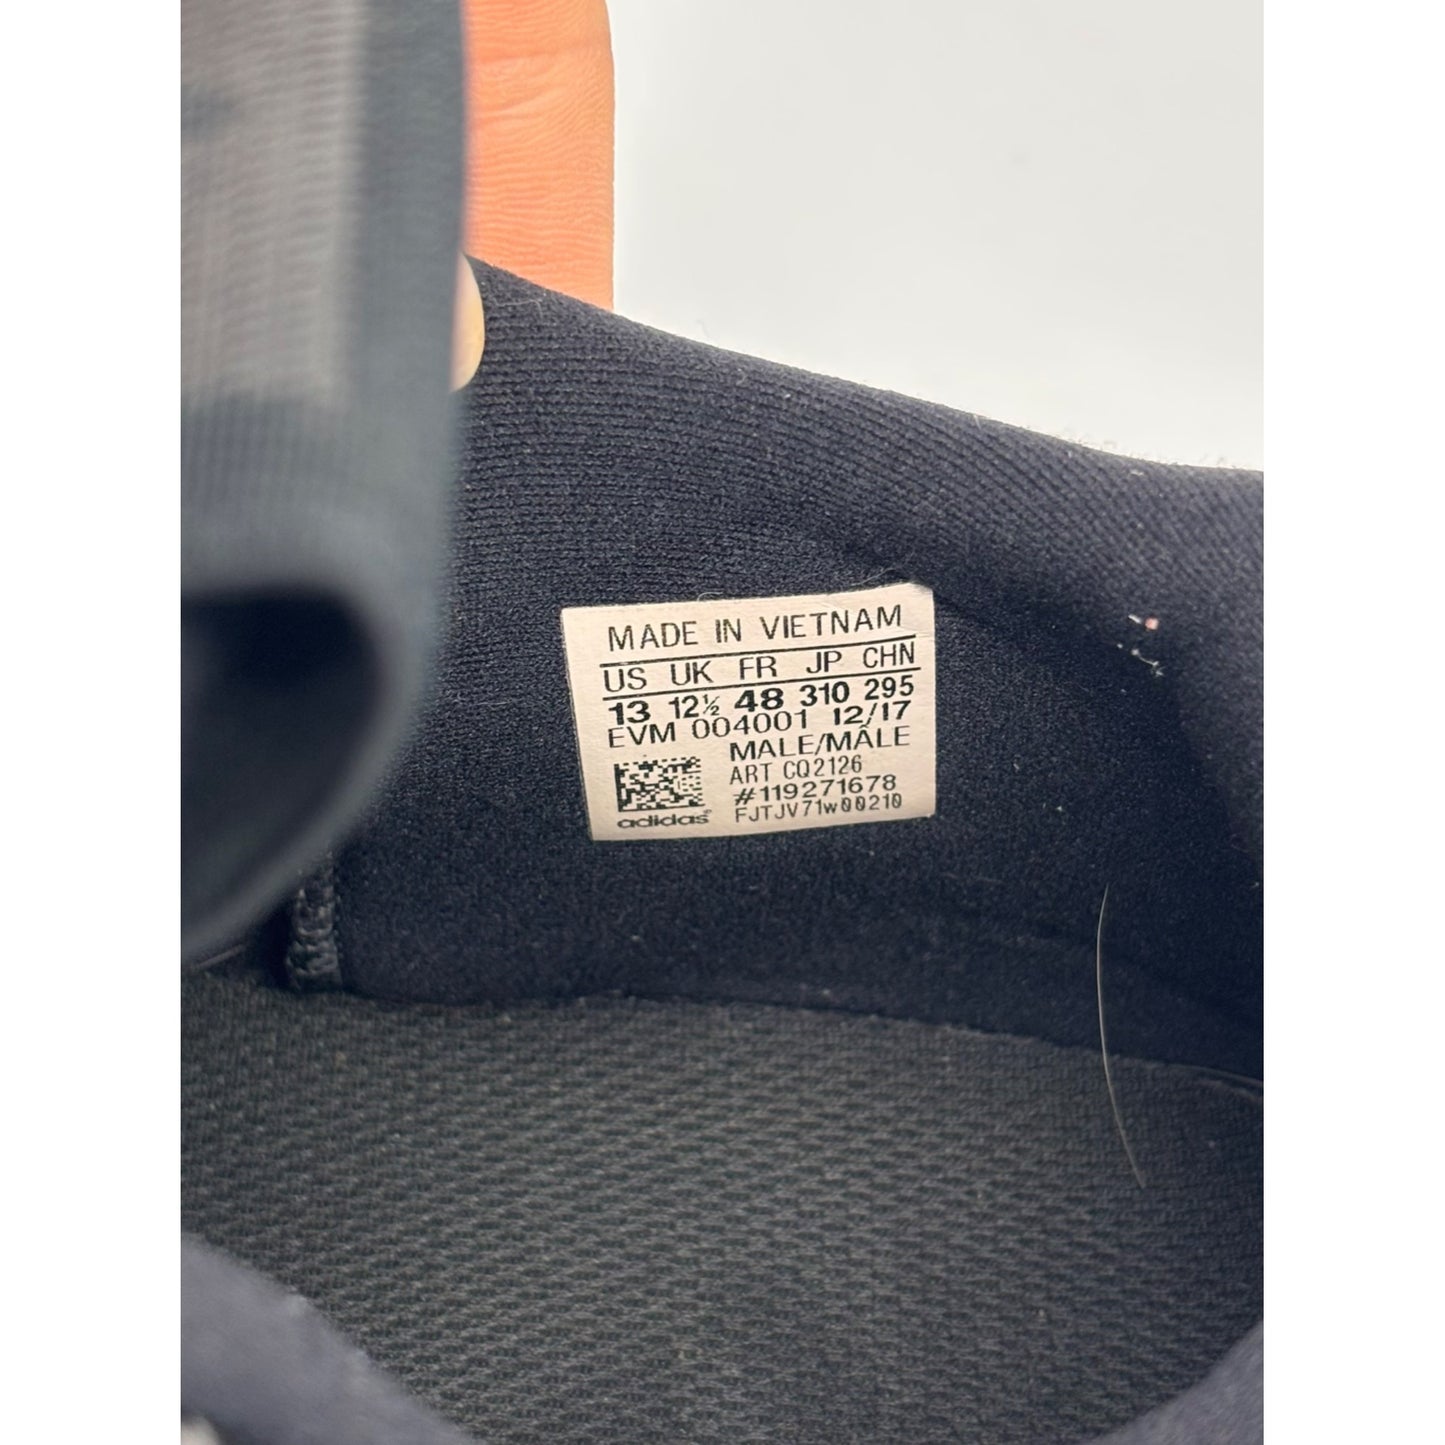 MADE IN VIETNAM
US UK FR JP CHN
13 12½ 48 310 295
EVM 004001 12/17
MALE/MÂLE
ART CQ2126
#119271678
FJTJV71w00210
adidas